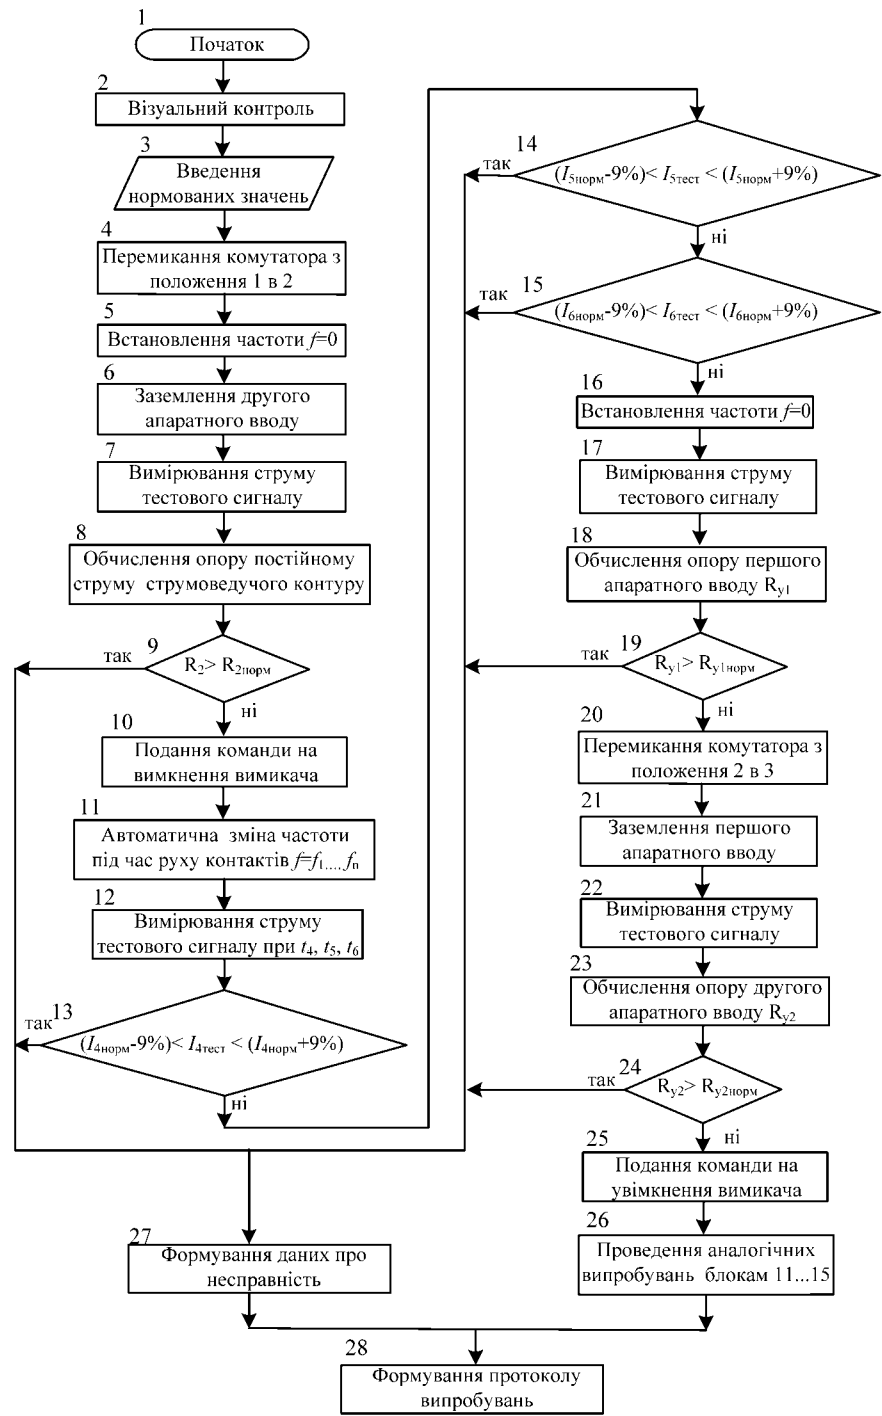 1
Початок
2
Візуальний контроль
3
Введення
нормованих значень
4
Перемикання комутатора з
положення 1 в 2
5
Встановлення частоти f=0
6
Заземлення другого
апаратного вводу
7
Вимірювання струму
тестового сигналу
8
Обчислення опору постійному
струму струмоведучого контуру
9
так
R2> R2норм
ні
10
Подання команди на
вимкнення вимикача
11
Автоматична зміна частоти
під час руху контактів f=f1.... fn
12
Вимірювання струму
тестового сигналу при t4, t5, t6
13
так
(I4норм-9%)< I4тест < (I4норм+9%)
ні
14
так
(I5норм-9%)< I5тест < (I5норм+9%)
ні
15
так
(I6норм-9%)< I6тест < (I6норм+9%)
ні
16
Встановлення частоти f=0
17
Вимірювання струму
тестового сигналу
18
Обчислення опору першого
апаратного вводу Rу1
19
так
Rу1> Rу1норм
ні
20
Перемикання комутатора з
положення 2 в 3
21
Заземлення першого
апаратного вводу
22
Вимірювання струму
тестового сигналу
23
Обчислення опору другого
апаратного вводу Rу2
24
так
Rу2> Rу2норм
ні
25
Подання команди на
увімкнення вимикача
26
Проведення аналогічних
випробувань блокам 11...15
27
Формування даних про
несправність
28
Формування протоколу
випробувань